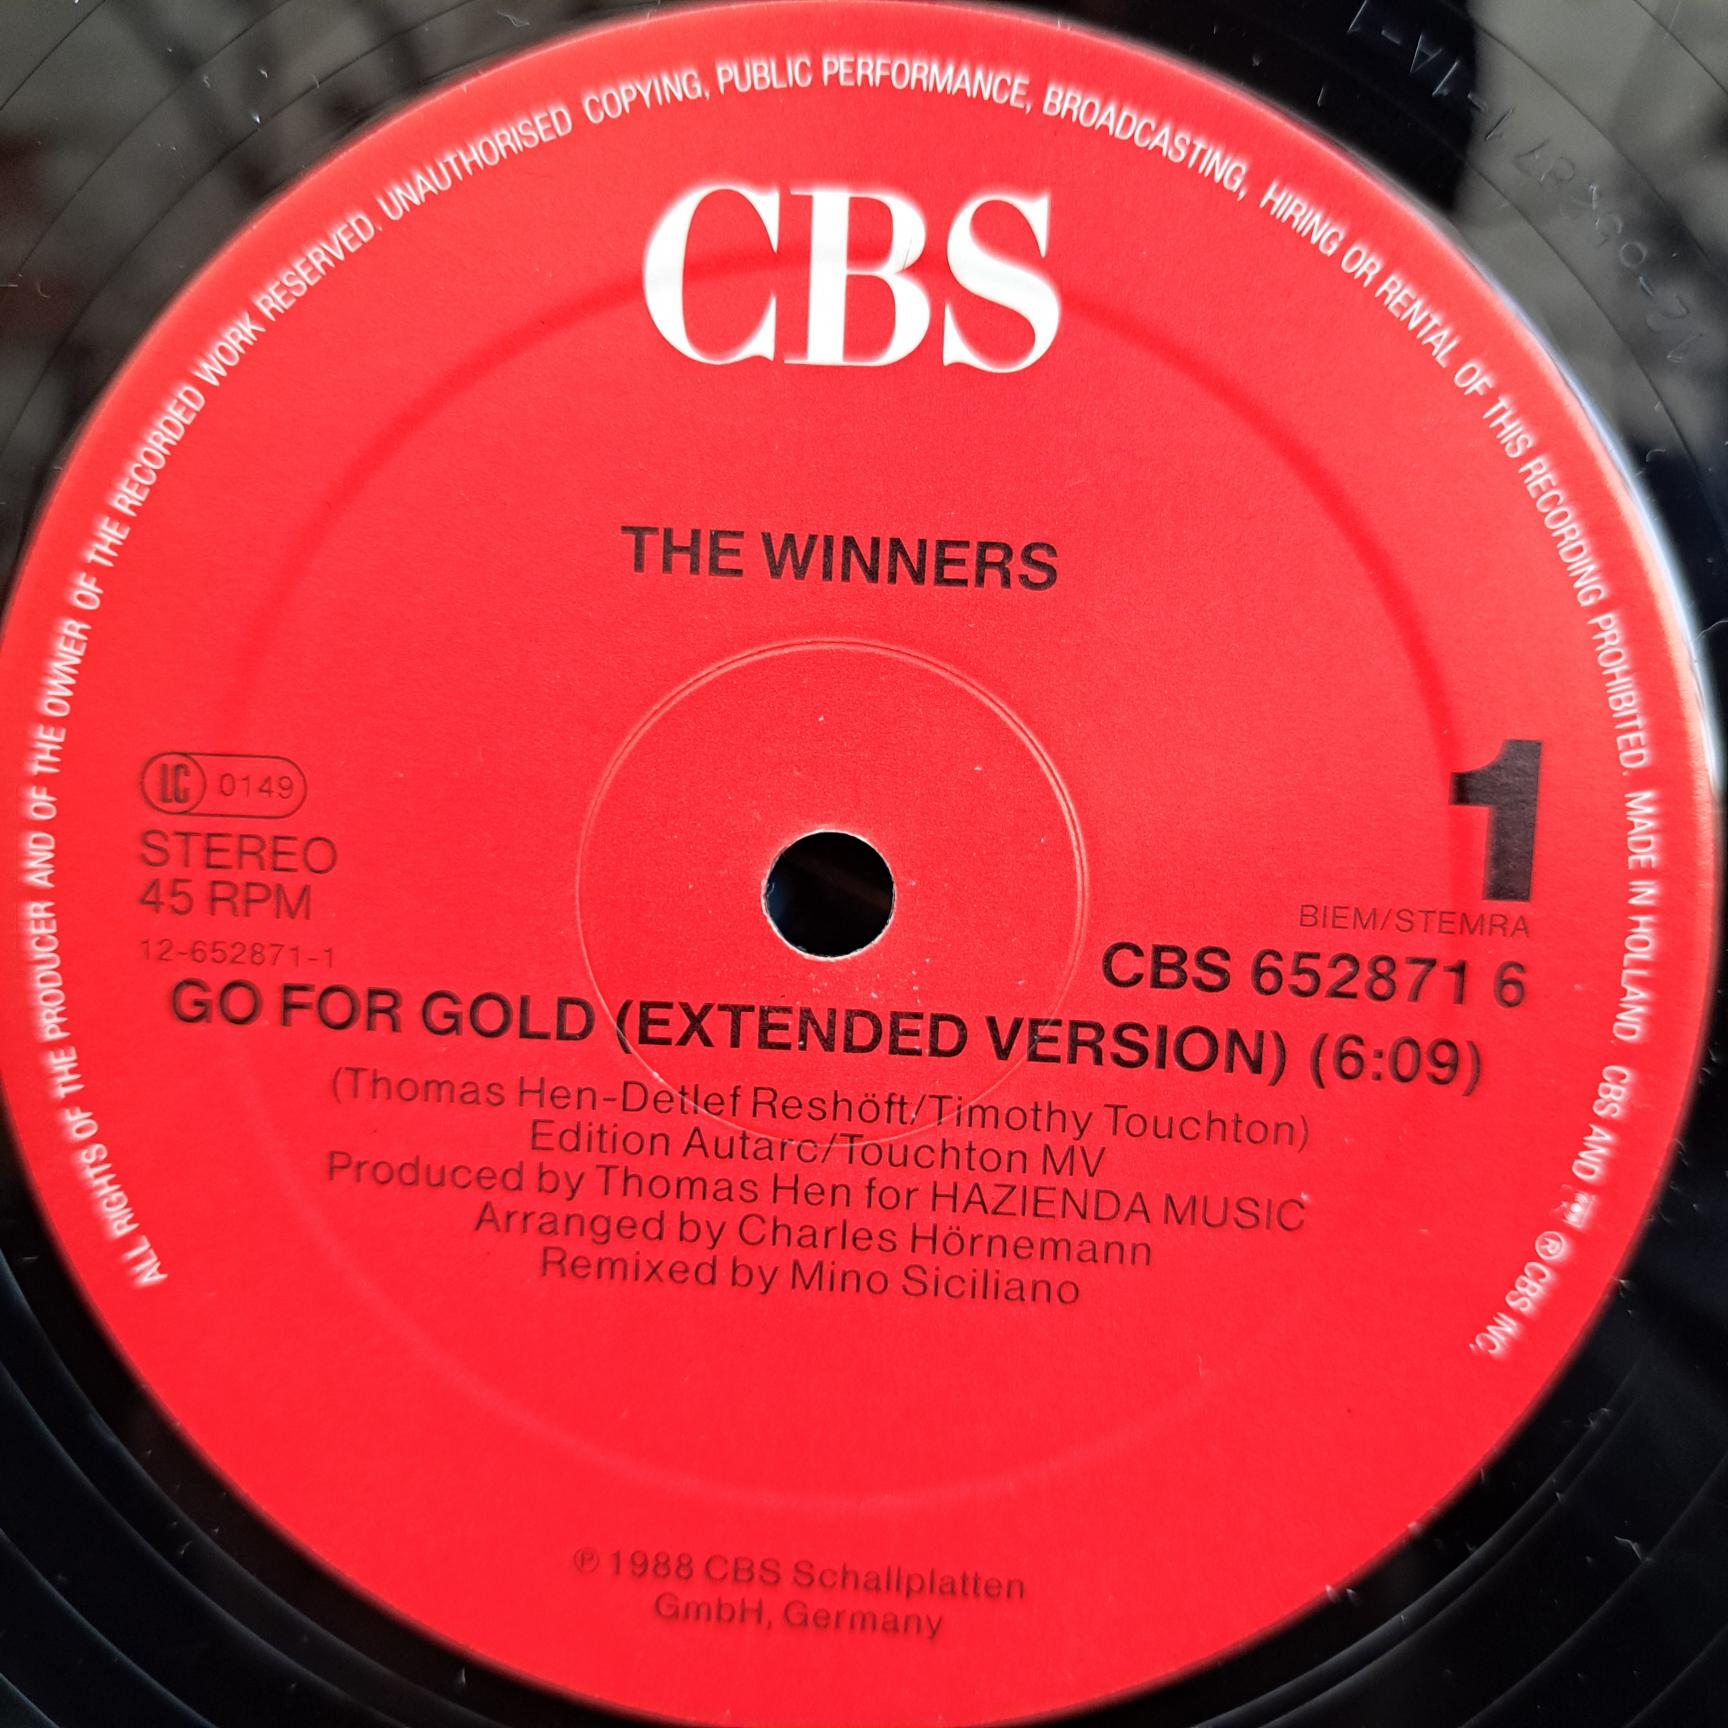 ALL RIGHTS OF THE PRODUCER AND OF THE OWNER OF THE RECORDED WORK RESERVED. UNAUTHORISED COPYING, PUBLIC PERFORMANCE, BROADCASTING, HIRING OR RENTAL OF THIS RECORDING PROHIBITED. MADE IN HOLLAND. CBS AND ® CBS INC.
CBS
THE WINNERS
LC 0149
STEREO
45 RPM
12-652871-1
1
BIEM/STEMRA
CBS 652871 6
GO FOR GOLD (EXTENDED VERSION) (6:09)
(Thomas Hen-Detlef Reshöft/Timothy Touchton)
Edition Autarc/Touchton MV
Produced by Thomas Hen for HAZIENDA MUSIC
Arranged by Charles Hörnemann
Remixed by Mino Siciliano
℗ 1988 CBS Schallplatten
GmbH, Germany